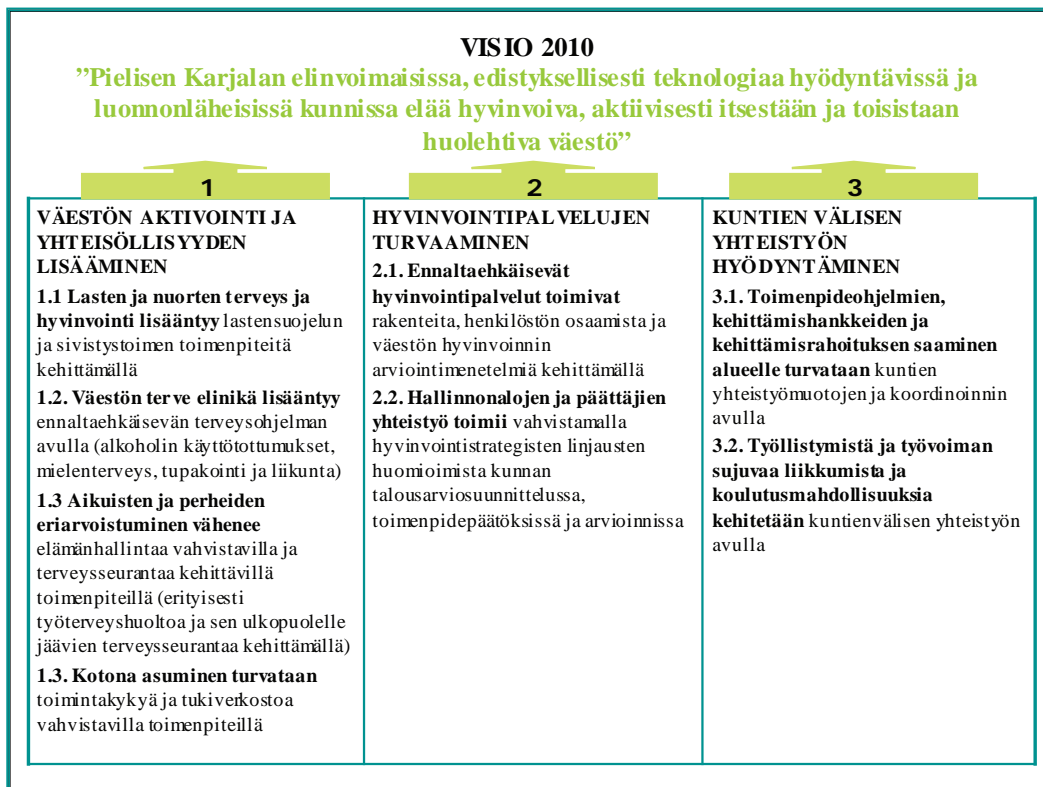 VISIO 2010
”Pielisen Karjalan elinvoimaisissa, edistyksellisesti teknologiaa hyödyntävissä ja
luonnonläheisissä kunnissa elää hyvinvoiva, aktiivisesti itsestään ja toisistaan
huolehtiva väestö”
1
VÄESTÖN AKTIVOINTI JA
YHTEISÖLLISYYDEN
LISÄÄMINEN
1.1 Lasten ja nuorten terveys ja
hyvinvointi lisääntyy lastensuojelun
ja sivistystoimen toimenpiteitä
kehittämällä
1.2. Väestön terve elinikä lisääntyy
ennaltaehkäisevän terveysohjelman
avulla (alkoholin käyttötottumukset,
mielenterveys, tupakointi ja liikunta)
1.3 Aikuisten ja perheiden
eriarvoistuminen vähenee
elämänhallintaa vahvistavilla ja
terveysseurantaa kehittävillä
toimenpiteillä (erityisesti
työterveyshuoltoa ja sen ulkopuolelle
jäävien terveysseurantaa kehittämällä)
1.3. Kotona asuminen turvataan
toimintakykyä ja tukiverkostoa
vahvistavilla toimenpiteillä
2
HYVINVOINTIPALVELUJEN
TURVAAMINEN
2.1. Ennaltaehkäisevät
hyvinvointipalvelut toimivat
rakenteita, henkilöstön osaamista ja
väestön hyvinvoinnin
arviointimenetelmiä kehittämällä
2.2. Hallinnonalojen ja päättäjien
yhteistyö toimii vahvistamalla
hyvinvointistrategisten linjausten
huomioimista kunnan
talousarviosuunnittelussa,
toimenpidepäätöksissä ja arvioinnissa
3
KUNTIEN VÄLISEN
YHTEISTYÖN
HYÖDYNTÄMINEN
3.1. Toimenpideohjelmien,
kehittämishankkeiden ja
kehittämisrahoituksen saaminen
alueelle turvataan kuntien
yhteistyömuotojen ja koordinoinnin
avulla
3.2. Työllistymistä ja työvoiman
sujuvaa liikkumista ja
koulutusmahdollisuuksia
kehitetään kuntienvälisen yhteistyön
avulla